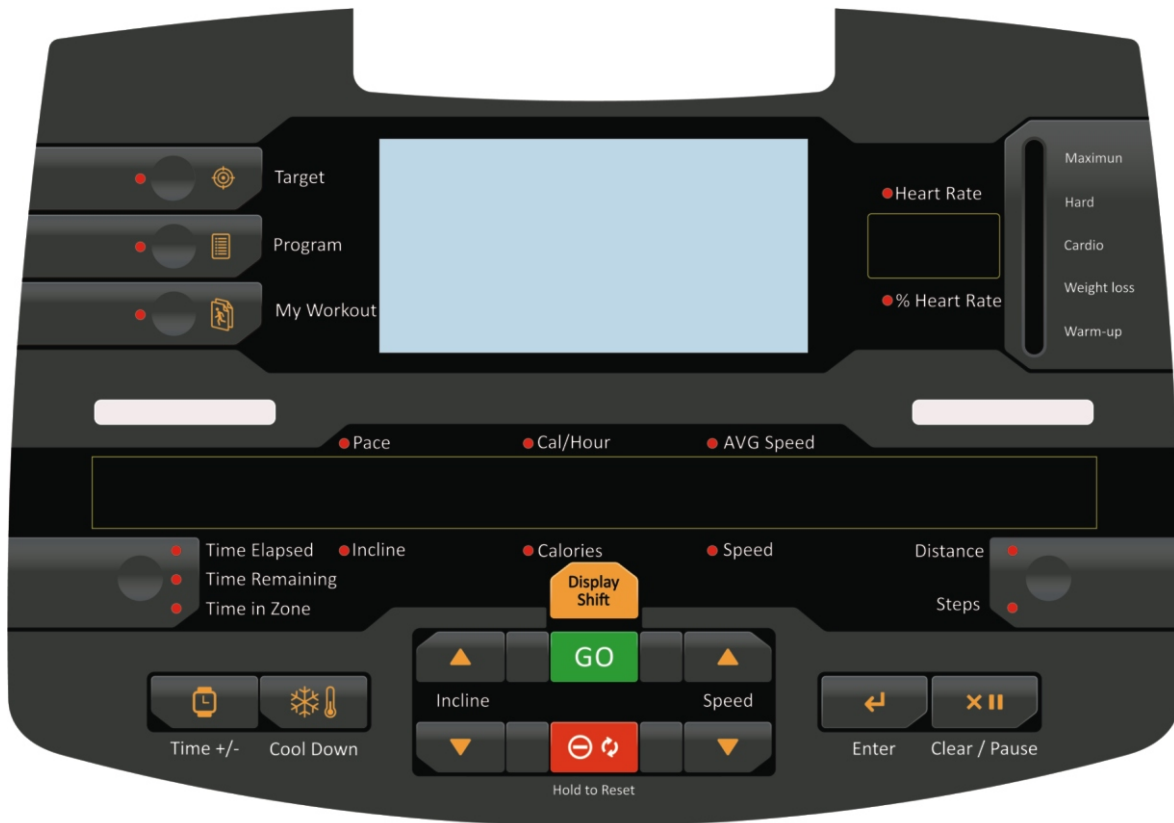 Target
Heart Rate
Maximun
Hard
Program
Cardio
Weight loss
My Workout
% Heart Rate
Warm-up
Pace
Cal/Hour
AVG Speed
Time Elapsed
Incline
Calories
Speed
Distance
Time Remaining
Time in Zone
Steps
Display
Shift
GO
Incline
Speed
Time +/-
Cool Down
Enter
Clear / Pause
Hold to Reset